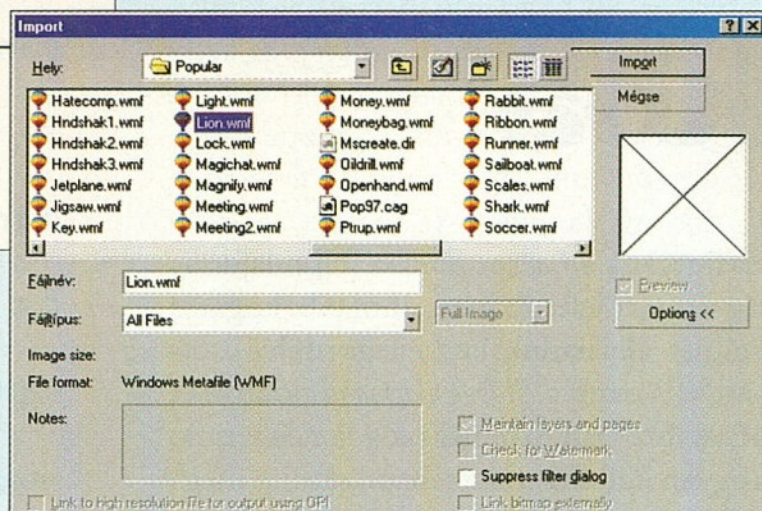 Import
Hely: Popular
Import
Mégse
Hatecomp.wmf Light.wmf Money.wmf Rabbit.wmf
Hndshak1.wmf Lion.wmf Moneybag.wmf Ribbon.wmf
Hndshak2.wmf Lock.wmf Mscreate.dir Runner.wmf
Hndshak3.wmf Magichat.wmf Oildrill.wmf Sailboat.wmf
Jetplane.wmf Magnify.wmf Openhand.wmf Scales.wmf
Jigsaw.wmf Meeting.wmf Pop97.cag Shark.wmf
Key.wmf Meeting2.wmf Ptrup.wmf Soccer.wmf
Fájlnév: Lion.wmf
Preview
Fájltípus: All Files Full Image Options <<
Image size:
File format: Windows Metafile (WMF)
Notes:
Maintain layers and pages
Check for Watermark
Suppress filter dialog
Link to high resolution file for output using OPI Link bitmap externally